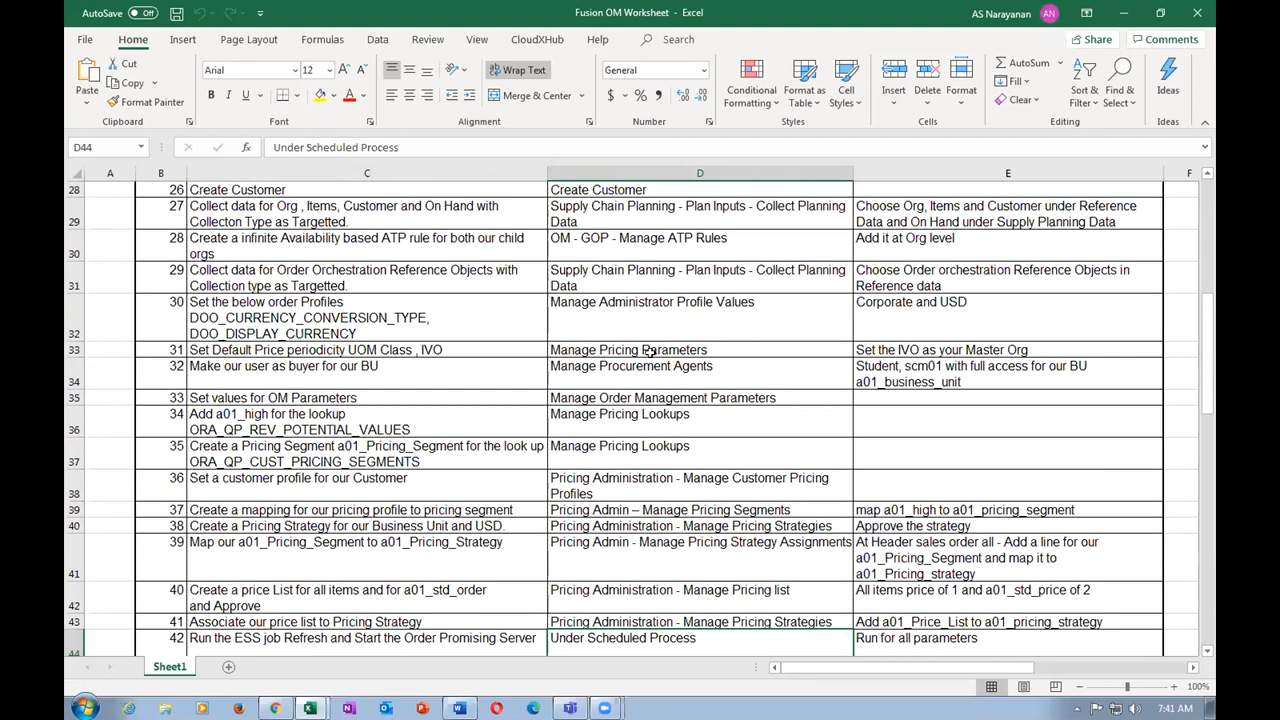 AutoSave Off
Fusion OM Worksheet - Excel
AS Narayanan AN
File Home Insert Page Layout Formulas Data Review View CloudXHub Help Search Share Comments
Paste Cut Copy Format Painter
Arial 12 A A
B I U A
Wrap Text
Merge & Center
General
$ % ,
Conditional Formatting Format as Table Cell Styles
Insert Delete Format
AutoSum Fill Clear
Sort & Filter Find & Select
Ideas
Clipboard Font Alignment Number Styles Cells Editing Ideas
D44 fx Under Scheduled Process
A B C D E F
28 26 Create Customer Create Customer
27 Collect data for Org , Items, Customer and On Hand with Supply Chain Planning - Plan Inputs - Collect Planning Choose Org, Items and Customer under Reference
29 Collecton Type as Targetted. Data Data and On Hand under Supply Planning Data
28 Create a infinite Availability based ATP rule for both our child OM - GOP - Manage ATP Rules Add it at Org level
30 orgs
29 Collect data for Order Orchestration Reference Objects with Supply Chain Planning - Plan Inputs - Collect Planning Choose Order orchestration Reference Objects in
31 Collection type as Targetted. Data Reference data
30 Set the below order Profiles Manage Administrator Profile Values Corporate and USD
DOO_CURRENCY_CONVERSION_TYPE,
32 DOO_DISPLAY_CURRENCY
33 31 Set Default Price periodicity UOM Class , IVO Manage Pricing Parameters Set the IVO as your Master Org
32 Make our user as buyer for our BU Manage Procurement Agents Student, scm01 with full access for our BU
34 a01_business_unit
35 33 Set values for OM Parameters Manage Order Management Parameters
34 Add a01_high for the lookup Manage Pricing Lookups
36 ORA_QP_REV_POTENTIAL_VALUES
35 Create a Pricing Segment a01_Pricing_Segment for the look up Manage Pricing Lookups
37 ORA_QP_CUST_PRICING_SEGMENTS
36 Set a customer profile for our Customer Pricing Administration - Manage Customer Pricing
38 Profiles
39 37 Create a mapping for our pricing profile to pricing segment Pricing Admin – Manage Pricing Segments map a01_high to a01_pricing_segment
40 38 Create a Pricing Strategy for our Business Unit and USD. Pricing Administration - Manage Pricing Strategies Approve the strategy
39 Map our a01_Pricing_Segment to a01_Pricing_Strategy Pricing Admin - Manage Pricing Strategy Assignments At Header sales order all - Add a line for our
a01_Pricing_Segment and map it to
41 a01_Pricing_strategy
40 Create a price List for all items and for a01_std_order Pricing Administration - Manage Pricing list All items price of 1 and a01_std_price of 2
42 and Approve
43 41 Associate our price list to Pricing Strategy Pricing Administration - Manage Pricing Strategies Add a01_Price_List to a01_pricing_strategy
42 Run the ESS job Refresh and Start the Order Promising Server Under Scheduled Process Run for all parameters
44
Sheet1
100%
7:41 AM